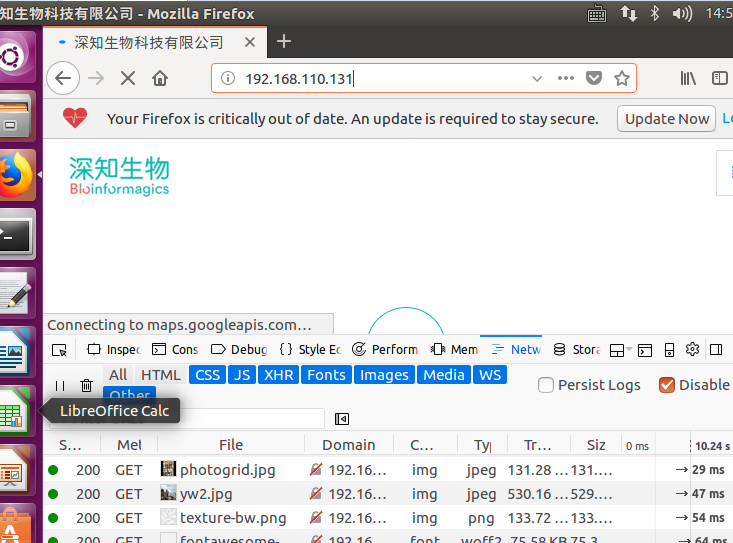 知生物科技有限公司 - Mozilla Firefox
14:5
深知生物科技有限公司
192.168.110.131
Your Firefox is critically out of date. An update is required to stay secure. Update Now Le
深知生物
Bioinformagics
Connecting to maps.googleapis.com…
Inspec Cons Debug { } Style Ec Perform Mem Netw Stora
All HTML CSS JS XHR Fonts Images Media WS
Other
Persist Logs Disable
LibreOffice Calc
S… Met File Domain C… Ty Tr… Siz 0 ms 10.24 s
200 GET photogrid.jpg 192.16… img jpeg 131.28 … 131.… → 29 ms
200 GET yw2.jpg 192.16… img jpeg 530.16 … 529.… → 47 ms
200 GET texture-bw.png 192.16… img png 133.72 … 133.… → 54 ms
200 GET fontawesome- 192.16 font woff2 75.58 KB 75.3 → 64 ms